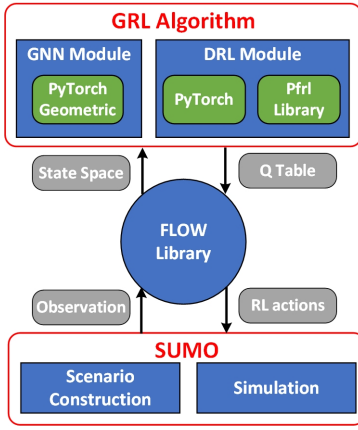 GRL Algorithm
GNN Module
PyTorch
Geometric
DRL Module
PyTorch
Pfrl
Library
State Space
Q Table
FLOW
Library
Observation
RL actions
SUMO
Scenario
Construction
Simulation